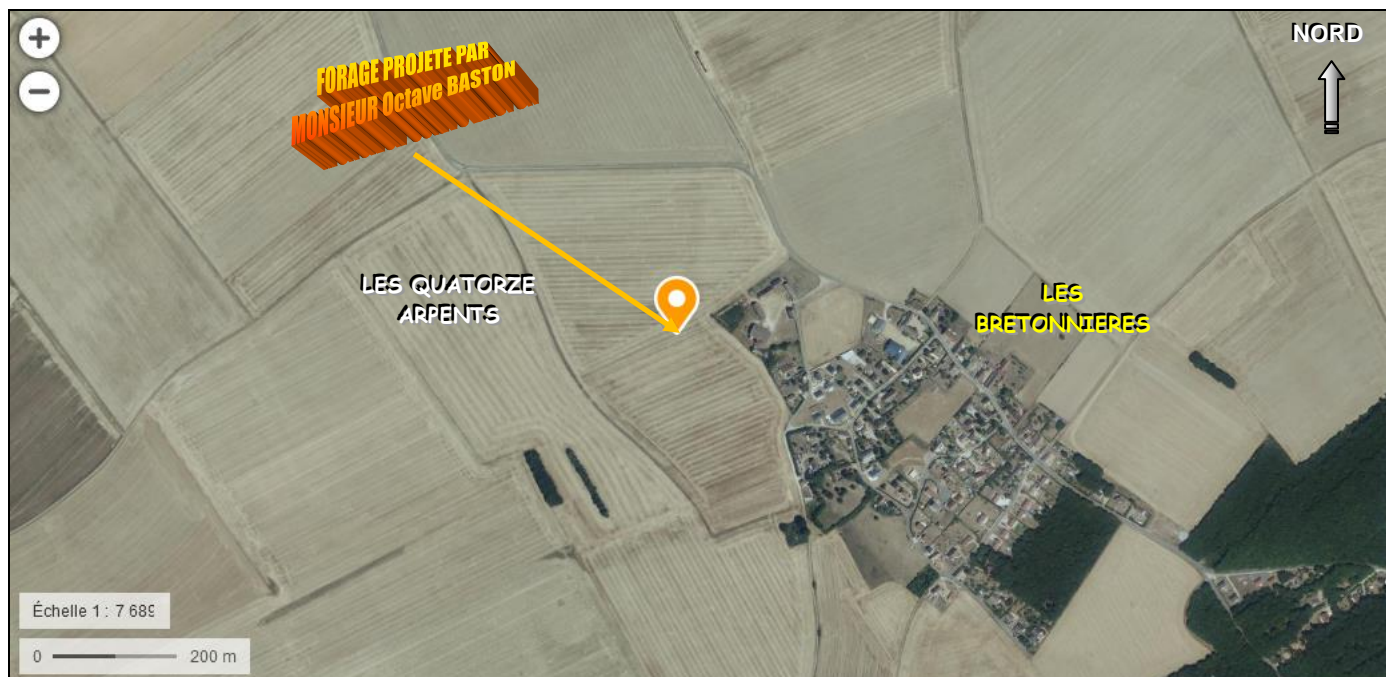 NORD
FORAGE PROJETE PAR
MONSIEUR Octave BASTON
LES QUATORZE
ARPENTS
LES
BRETONNIERES
Échelle 1 : 7 689
0 200 m